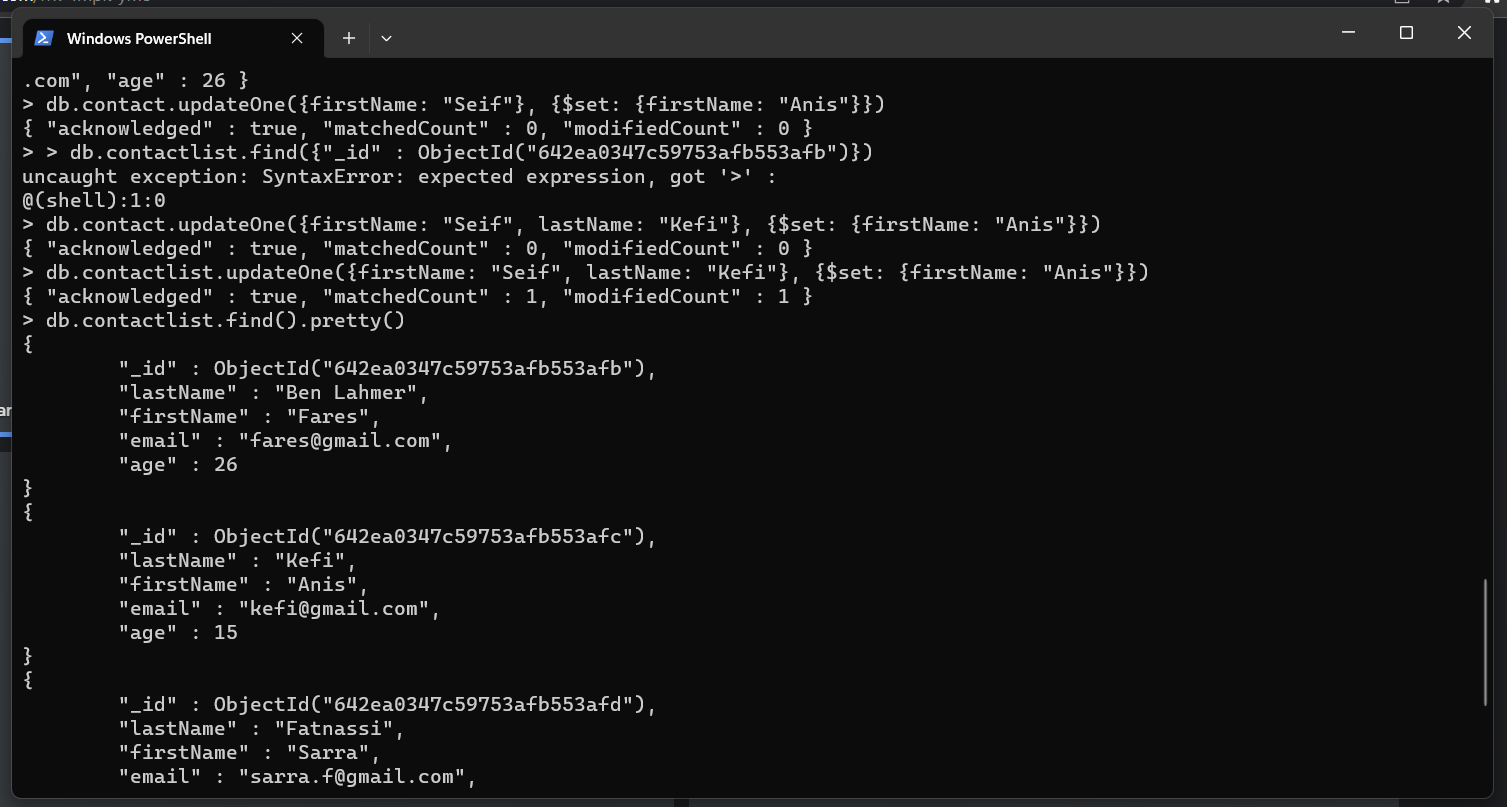 Windows PowerShell
.com", "age" : 26 }
> db.contact.updateOne({firstName: "Seif"}, {$set: {firstName: "Anis"}})
{ "acknowledged" : true, "matchedCount" : 0, "modifiedCount" : 0 }
> > db.contactlist.find({"_id" : ObjectId("642ea0347c59753afb553afb")})
uncaught exception: SyntaxError: expected expression, got '>' :
@(shell):1:0
> db.contact.updateOne({firstName: "Seif", lastName: "Kefi"}, {$set: {firstName: "Anis"}})
{ "acknowledged" : true, "matchedCount" : 0, "modifiedCount" : 0 }
> db.contactlist.updateOne({firstName: "Seif", lastName: "Kefi"}, {$set: {firstName: "Anis"}})
{ "acknowledged" : true, "matchedCount" : 1, "modifiedCount" : 1 }
> db.contactlist.find().pretty()
{
        "_id" : ObjectId("642ea0347c59753afb553afb"),
        "lastName" : "Ben Lahmer",
        "firstName" : "Fares",
        "email" : "fares@gmail.com",
        "age" : 26
}
{
        "_id" : ObjectId("642ea0347c59753afb553afc"),
        "lastName" : "Kefi",
        "firstName" : "Anis",
        "email" : "kefi@gmail.com",
        "age" : 15
}
{
        "_id" : ObjectId("642ea0347c59753afb553afd"),
        "lastName" : "Fatnassi",
        "firstName" : "Sarra",
        "email" : "sarra.f@gmail.com",